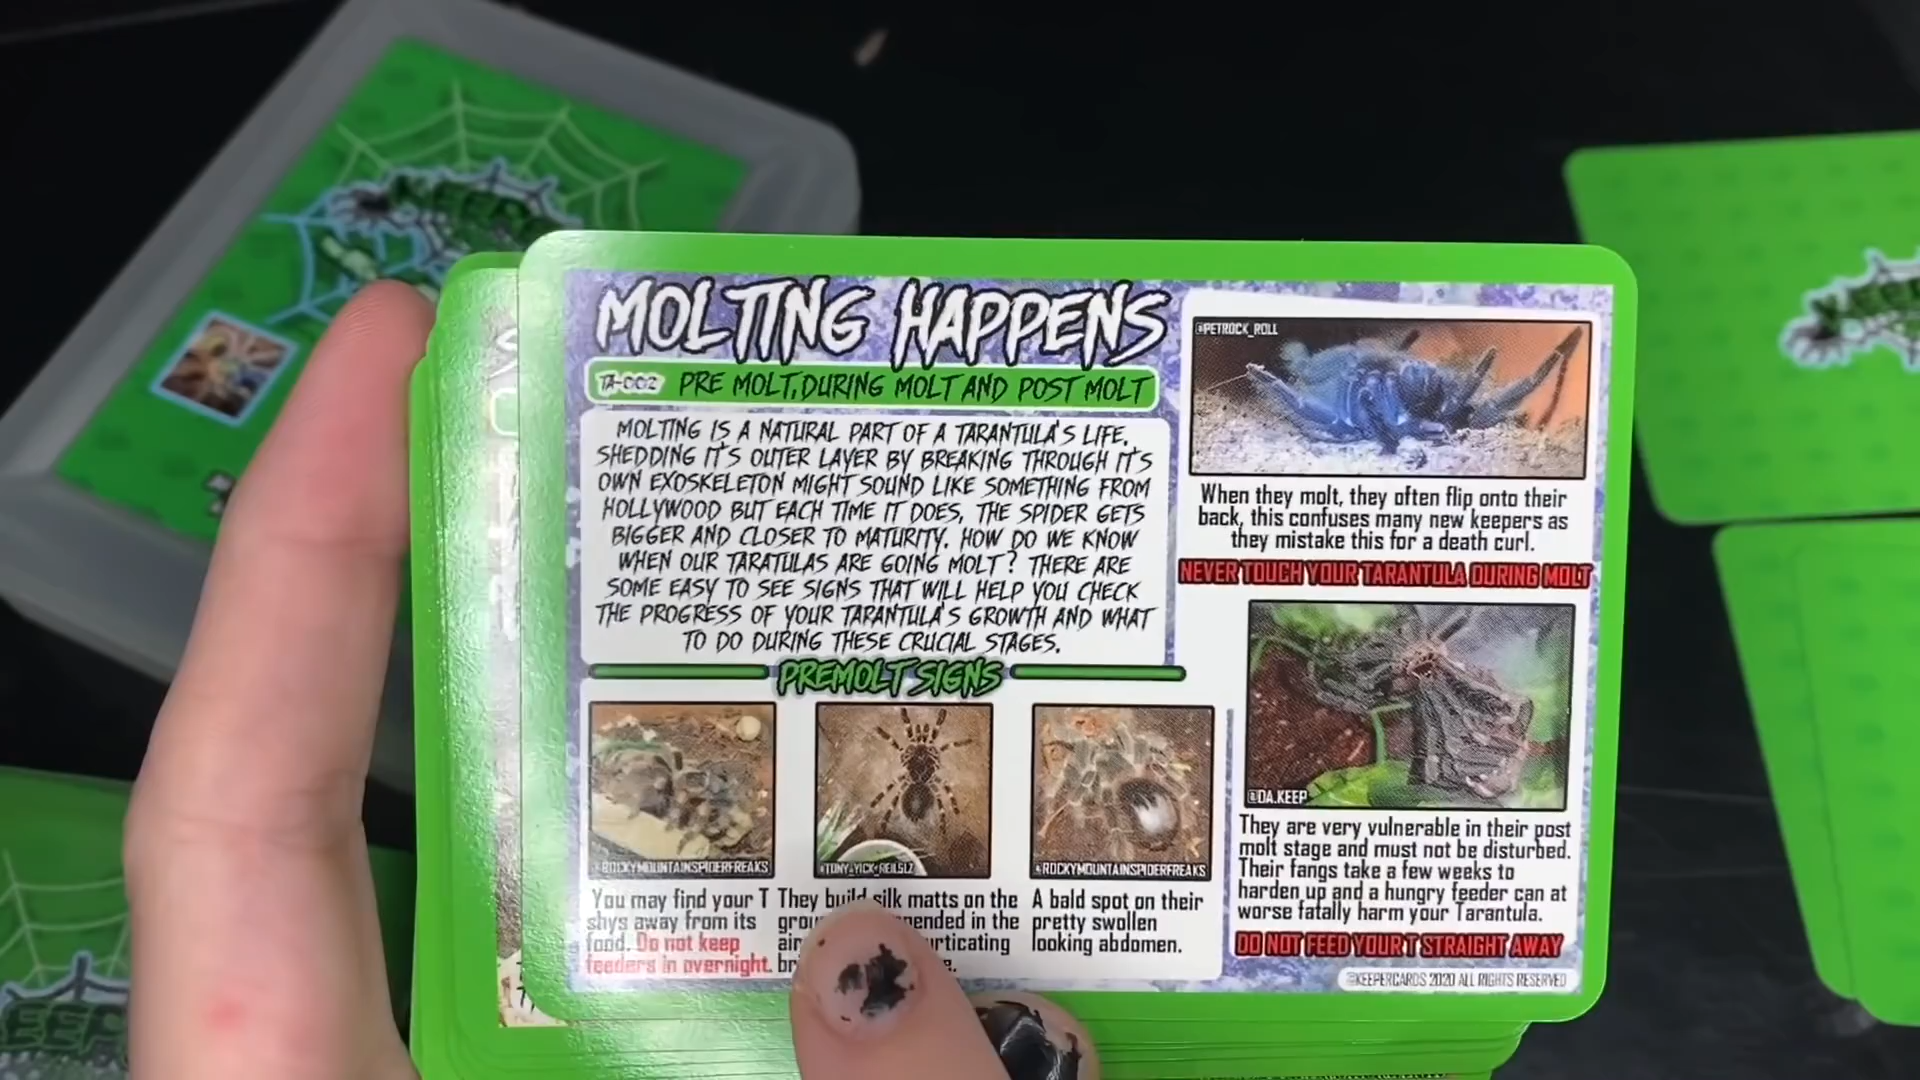 MOLTING HAPPENS
TA-002 PRE MOLT, DURING MOLT AND POST MOLT
MOLTING IS A NATURAL PART OF A TARANTULA'S LIFE.
SHEDDING IT'S OUTER LAYER BY BREAKING THROUGH IT'S
OWN EXOSKELETON MIGHT SOUND LIKE SOMETHING FROM
HOLLYWOOD BUT EACH TIME IT DOES, THE SPIDER GETS
BIGGER AND CLOSER TO MATURITY. HOW DO WE KNOW
WHEN OUR TARATULAS ARE GOING MOLT? THERE ARE
SOME EASY TO SEE SIGNS THAT WILL HELP YOU CHECK
THE PROGRESS OF YOUR TARANTULA'S GROWTH AND WHAT
TO DO DURING THESE CRUCIAL STAGES.
PREMOLT SIGNS
@ROCKYMOUNTAINSPIDERFREAKS
You may find your T
shys away from its
food. Do not keep
feeders in overnight.
They build silk matts on the
ended in the
urticating
@ROCKYMOUNTAINSPIDERFREAKS
A bald spot on their
pretty swollen
looking abdomen.
@PETROCK_ROLL
When they molt, they often flip onto their
back, this confuses many new keepers as
they mistake this for a death curl.
NEVER TOUCH YOUR TARANTULA DURING MOLT
@DA.KEEP
They are very vulnerable in their post
molt stage and must not be disturbed.
Their fangs take a few weeks to
harden up and a hungry feeder can at
worse fatally harm your Tarantula.
DO NOT FEED YOUR T STRAIGHT AWAY
©KEEPERCARDS 2020 ALL RIGHTS RESERVED